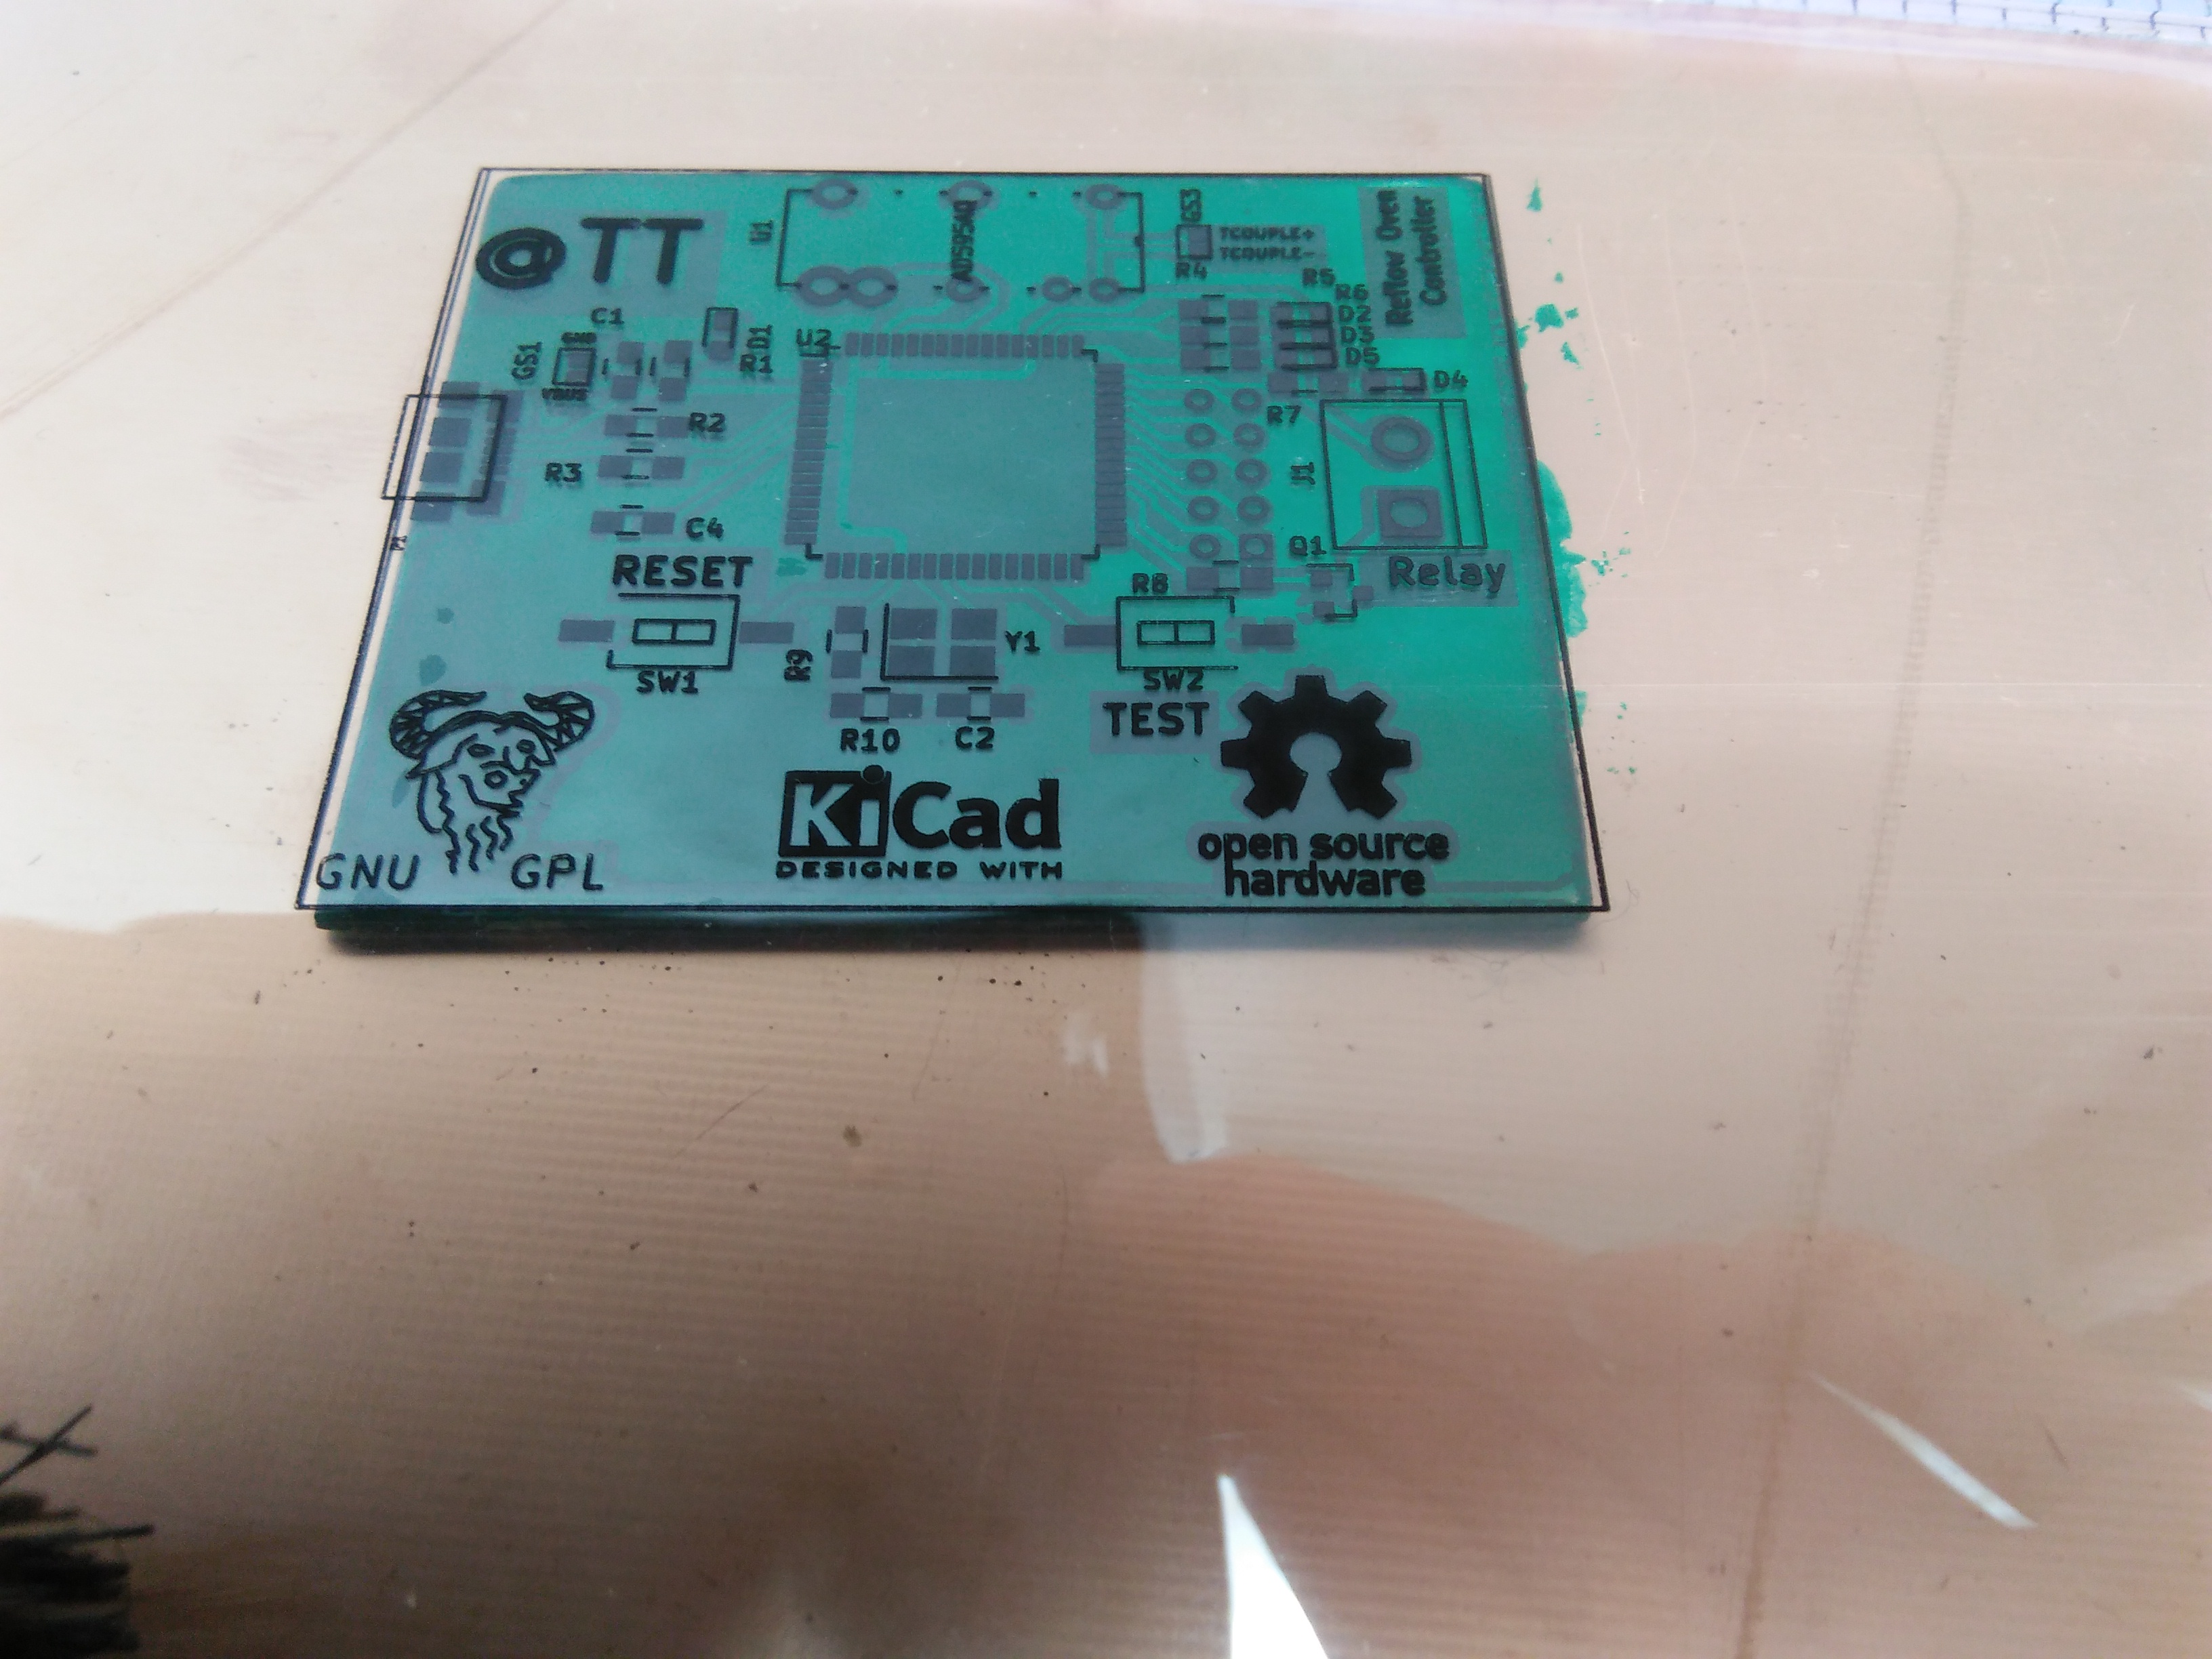 @TT
U1
AD595AQ
GS3
TCOUPLE+
TCOUPLE-
R4
Reflow Oven
Controller
R5
R6
D2
D3
D5
D4
C1
GS1
VBUS
D1
R1
U2
R2
R3
C4
R7
J1
P1
RESET
Q1
Relay
R8
SW1
R9
Y1
SW2
TEST
R10
C2
GNU GPL
KiCad
DESIGNED WITH
open source
hardware